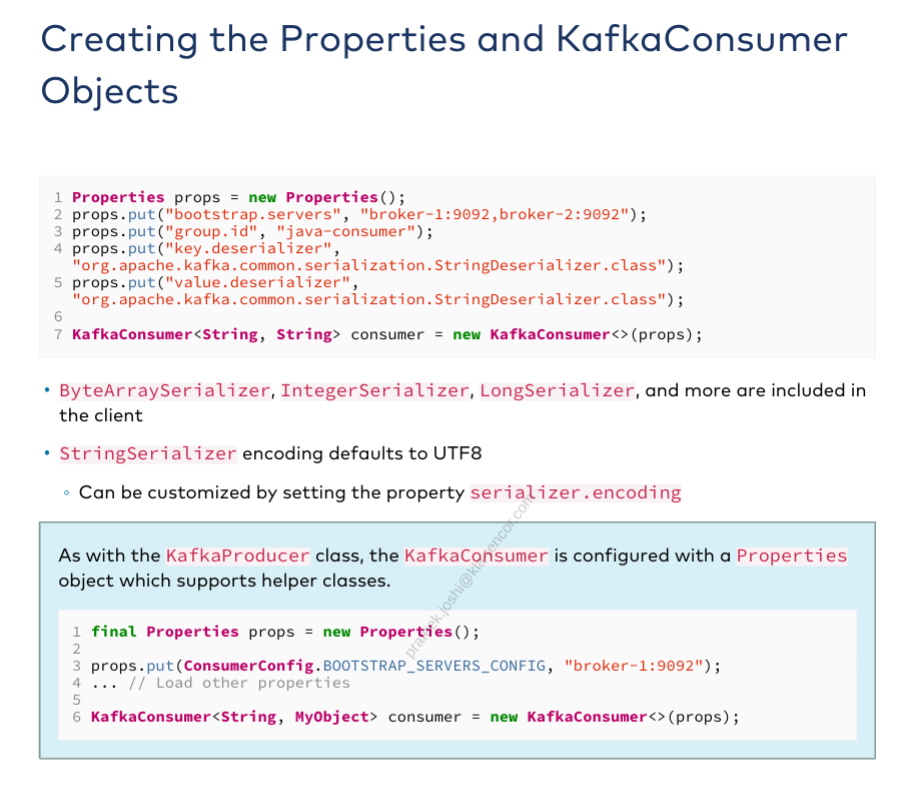 Creating the Properties and KafkaConsumer
Objects
1 Properties props = new Properties();
2 props.put("bootstrap.servers", "broker-1:9092,broker-2:9092");
3 props.put("group.id", "java-consumer");
4 props.put("key.deserializer",
"org.apache.kafka.common.serialization.StringDeserializer.class");
5 props.put("value.deserializer",
"org.apache.kafka.common.serialization.StringDeserializer.class");
6
7 KafkaConsumer<String, String> consumer = new KafkaConsumer<>(props);
• ByteArraySerializer, IntegerSerializer, LongSerializer, and more are included in
the client
• StringSerializer encoding defaults to UTF8
◦ Can be customized by setting the property serializer.encoding
As with the KafkaProducer class, the KafkaConsumer is configured with a Properties
object which supports helper classes.
1 final Properties props = new Properties();
2
3 props.put(ConsumerConfig.BOOTSTRAP_SERVERS_CONFIG, "broker-1:9092");
4 ... // Load other properties
5
6 KafkaConsumer<String, MyObject> consumer = new KafkaConsumer<>(props);